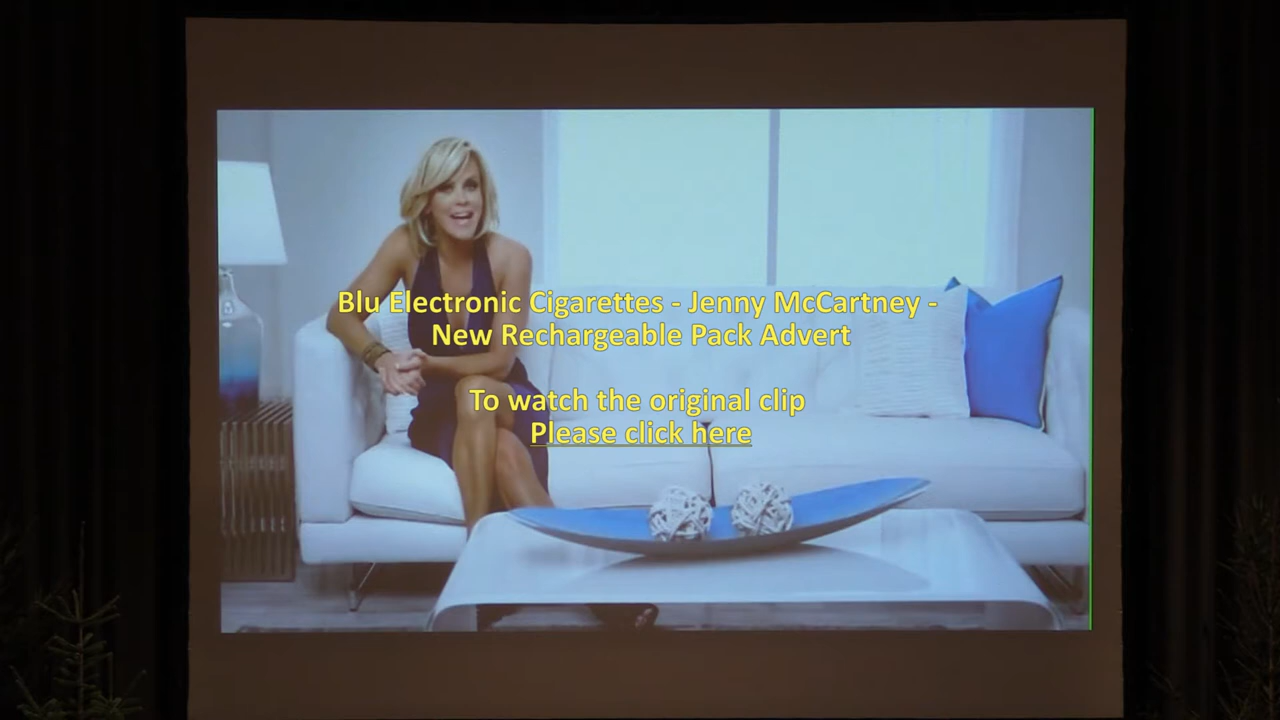 Blu Electronic Cigarettes - Jenny McCartney -
New Rechargeable Pack Advert
To watch the original clip
Please click here